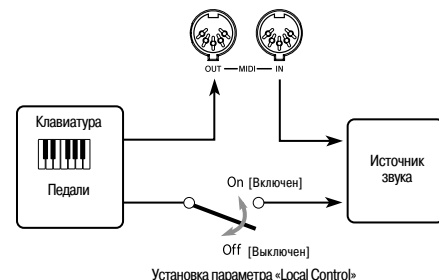 OUT MIDI IN
Клавиатура
Педали
Источник
звука
On [Включен]
Off [Выключен]
Установка параметра «Local Control»